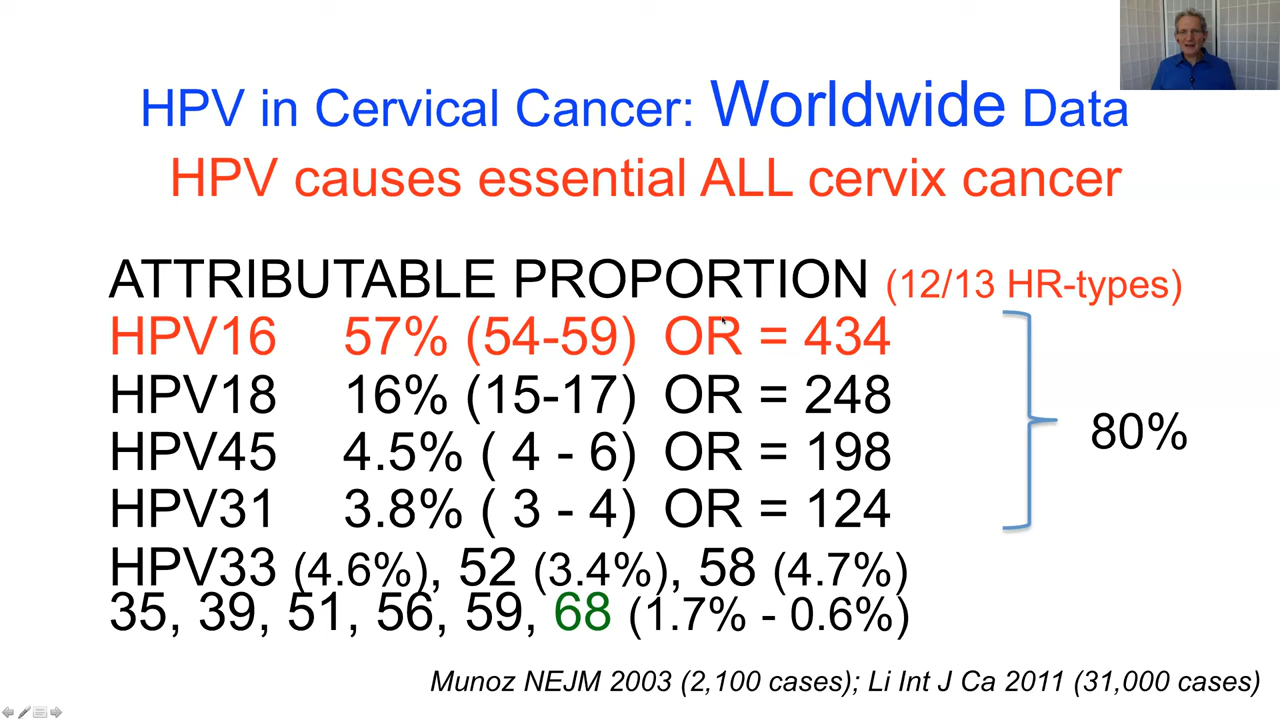 HPV in Cervical Cancer: Worldwide Data
HPV causes essential ALL cervix cancer
ATTRIBUTABLE PROPORTION (12/13 HR-types)
HPV16 57% (54-59) OR = 434
HPV18 16% (15-17) OR = 248
HPV45 4.5% ( 4 - 6) OR = 198
HPV31 3.8% ( 3 - 4) OR = 124
80%
HPV33 (4.6%), 52 (3.4%), 58 (4.7%)
35, 39, 51, 56, 59, 68 (1.7% - 0.6%)
Munoz NEJM 2003 (2,100 cases); Li Int J Ca 2011 (31,000 cases)